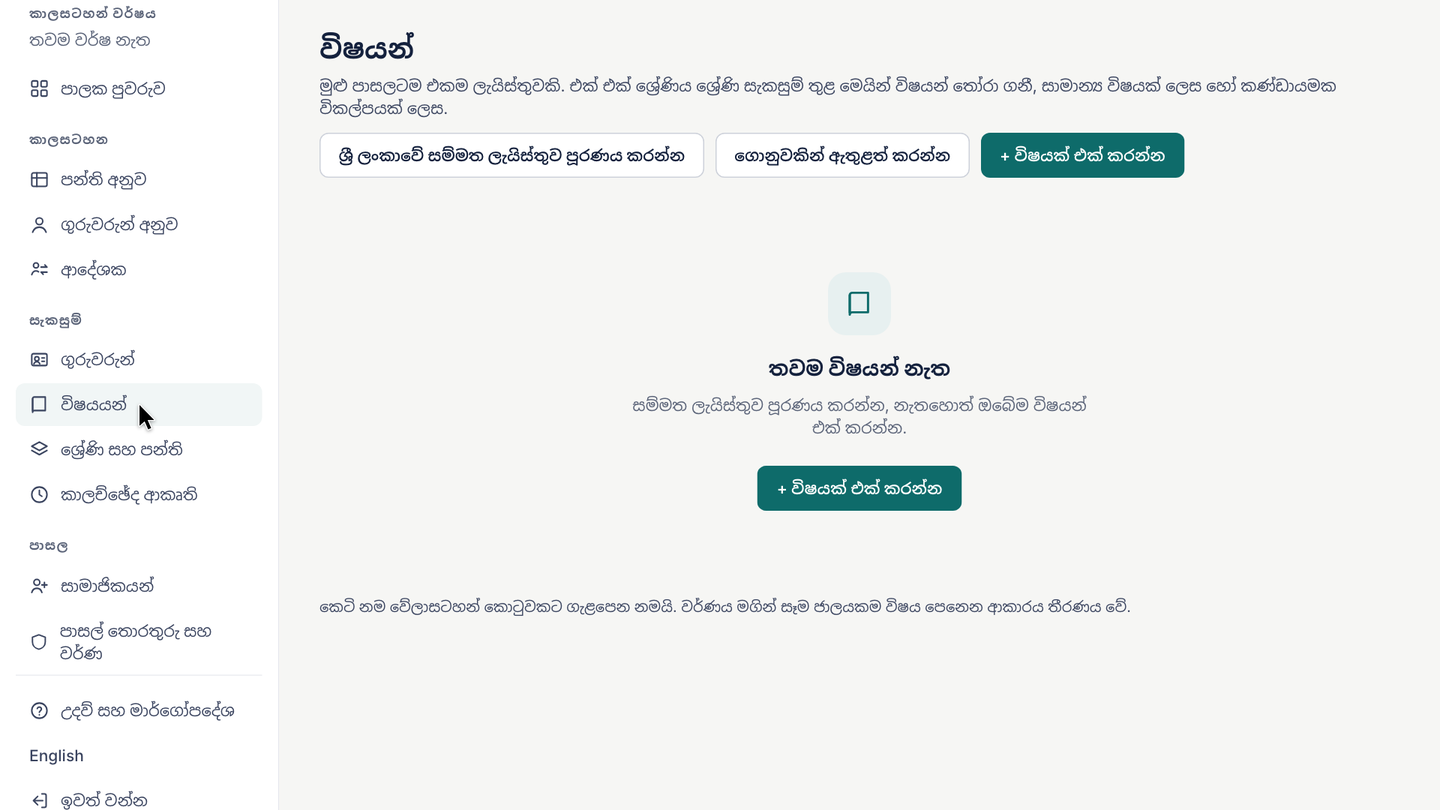 කාලසටහන් වර්ෂය
තවම වර්ෂ නැත
පාලක පුවරුව
කාලසටහන
පන්ති අනුව
ගුරුවරුන් අනුව
ආදේශක
සැකසුම්
ගුරුවරුන්
විෂයයන්
ශ්‍රේණි සහ පන්ති
කාලච්ඡේද ආකෘති
පාසල
සාමාජිකයන්
පාසල් තොරතුරු සහ
වර්ණ
උදව් සහ මාර්ගෝපදේශ
English
ඉවත් වන්න
විෂයන්
මුළු පාසලටම එකම ලැයිස්තුවකි. එක් එක් ශ්‍රේණිය ශ්‍රේණි සැකසුම් තුළ මෙයින් විෂයන් තෝරා ගනී, සාමාන්‍ය විෂයක් ලෙස හෝ කණ්ඩායමක
විකල්පයක් ලෙස.
ශ්‍රී ලංකාවේ සම්මත ලැයිස්තුව පූරණය කරන්න
ගොනුවකින් ඇතුළත් කරන්න
+ විෂයක් එක් කරන්න
තවම විෂයන් නැත
සම්මත ලැයිස්තුව පූරණය කරන්න, නැතහොත් ඔබේම විෂයන්
එක් කරන්න.
+ විෂයක් එක් කරන්න
කෙටි නම වේලාසටහන් කොටුවකට ගැළපෙන නමයි. වර්ණය මගින් සෑම ජාලයකම විෂය පෙනෙන ආකාරය තීරණය වේ.